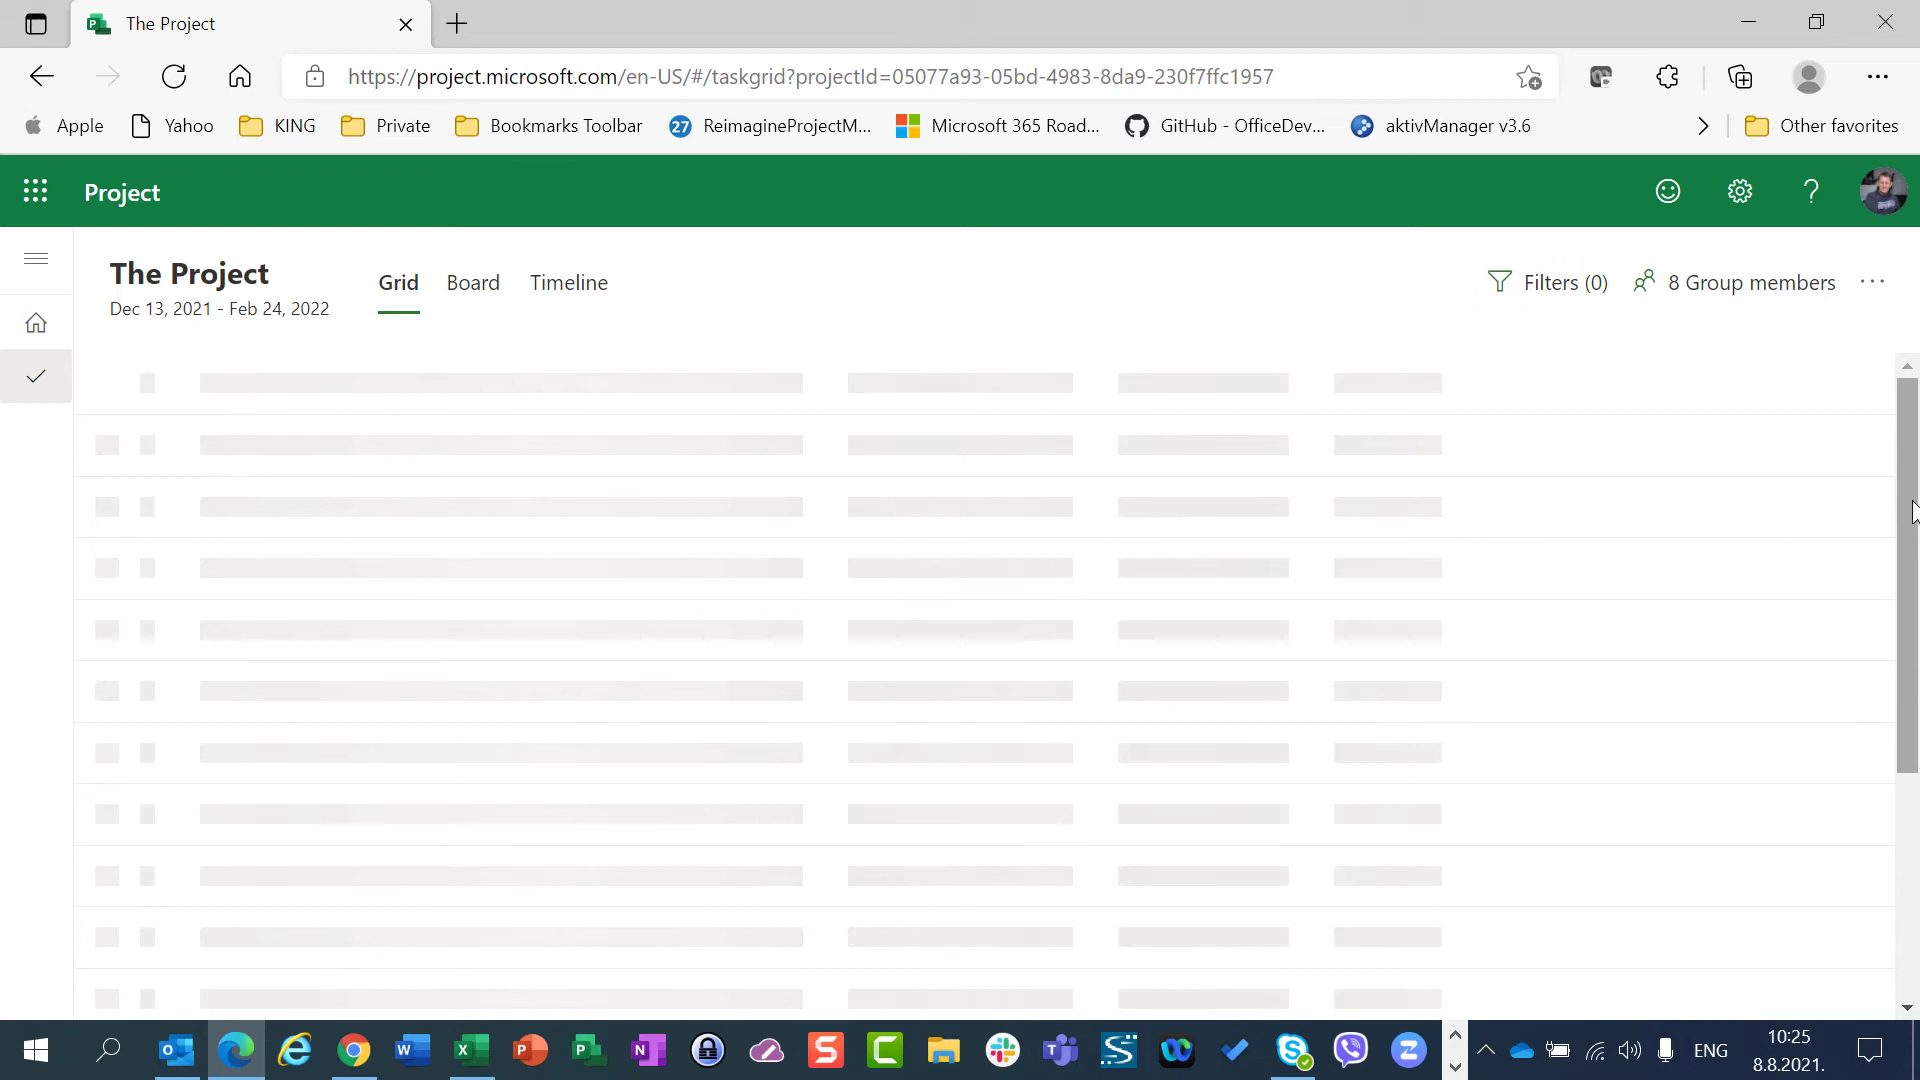 The Project
https://project.microsoft.com/en-US/#/taskgrid?projectId=05077a93-05bd-4983-8da9-230f7ffc1957
Apple Yahoo KING Private Bookmarks Toolbar 27 ReimagineProjectM... Microsoft 365 Road... GitHub - OfficeDev... aktivManager v3.6 Other favorites
Project
The Project Grid Board Timeline Filters (0) 8 Group members
Dec 13, 2021 - Feb 24, 2022
ENG 10:25
8.8.2021.